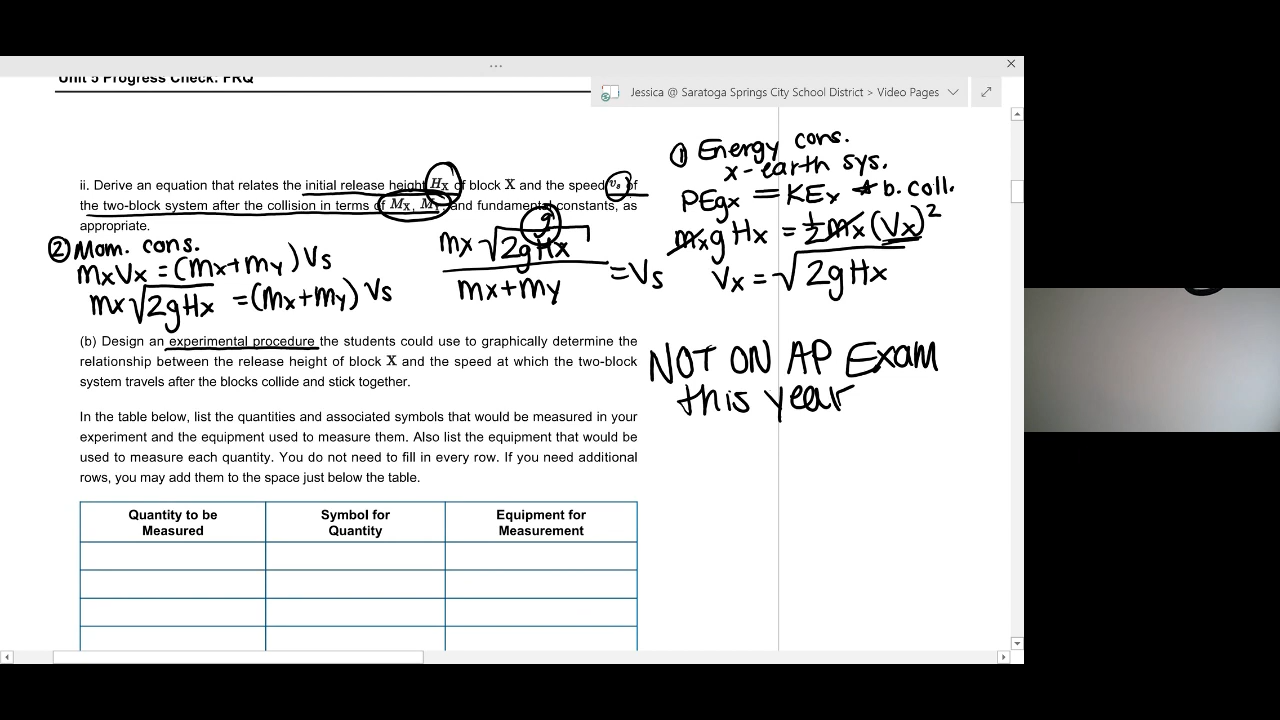 Unit 5 Progress Check: FRQ
Jessica @ Saratoga Springs City School District > Video Pages
ii. Derive an equation that relates the initial release height H_X of block X and the speed v_s of
the two-block system after the collision in terms of M_X, M_Y, and fundamental constants, as
appropriate.
① Energy cons.
x-earth sys.
PEgx = KEx * b. coll.
mxgHx = ½mx(Vx)²
Vx = √2gHx
② Mom. cons.
mxVx = (mx+my)Vs
mx√2gHx = (mx+my)Vs
mx√2gHx
g
mx+my
= Vs
(b) Design an experimental procedure the students could use to graphically determine the
relationship between the release height of block X and the speed at which the two-block
system travels after the blocks collide and stick together.
NOT ON AP Exam
this year
In the table below, list the quantities and associated symbols that would be measured in your
experiment and the equipment used to measure them. Also list the equipment that would be
used to measure each quantity. You do not need to fill in every row. If you need additional
rows, you may add them to the space just below the table.
Quantity to be
Measured
Symbol for
Quantity
Equipment for
Measurement